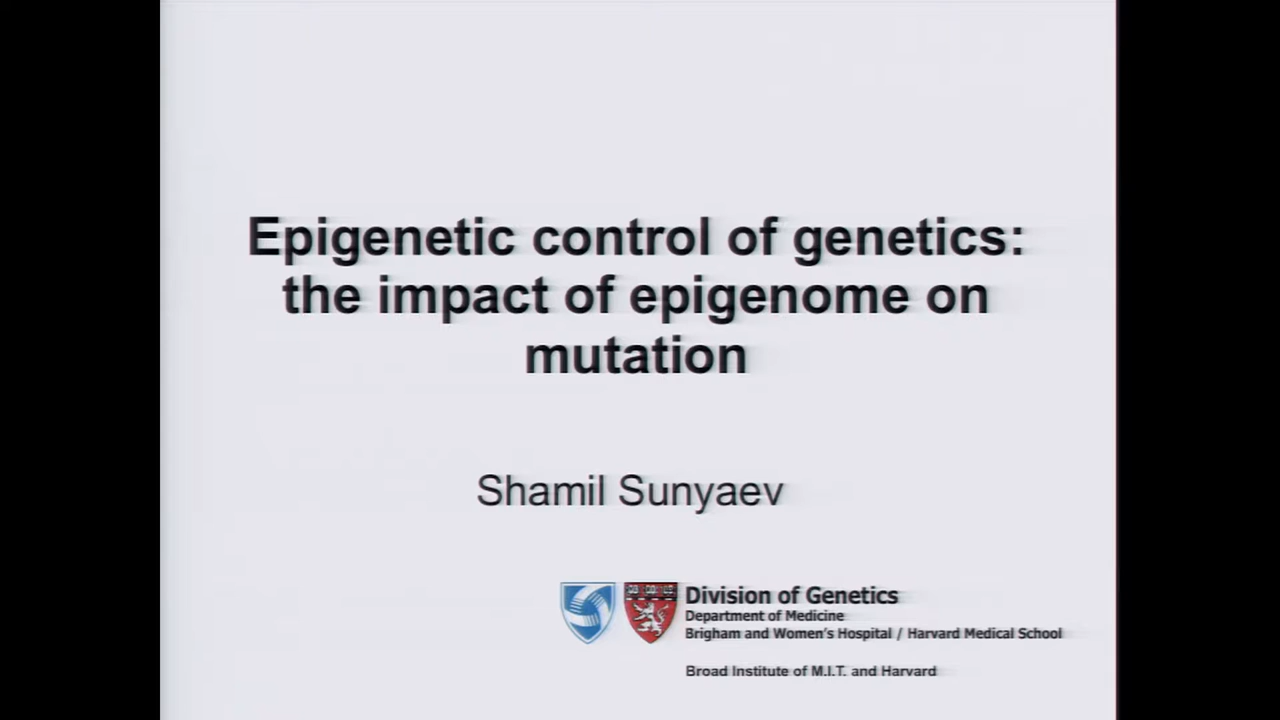 Epigenetic control of genetics:
the impact of epigenome on
mutation
Shamil Sunyaev
Division of Genetics
Department of Medicine
Brigham and Women's Hospital / Harvard Medical School
Broad Institute of M.I.T. and Harvard